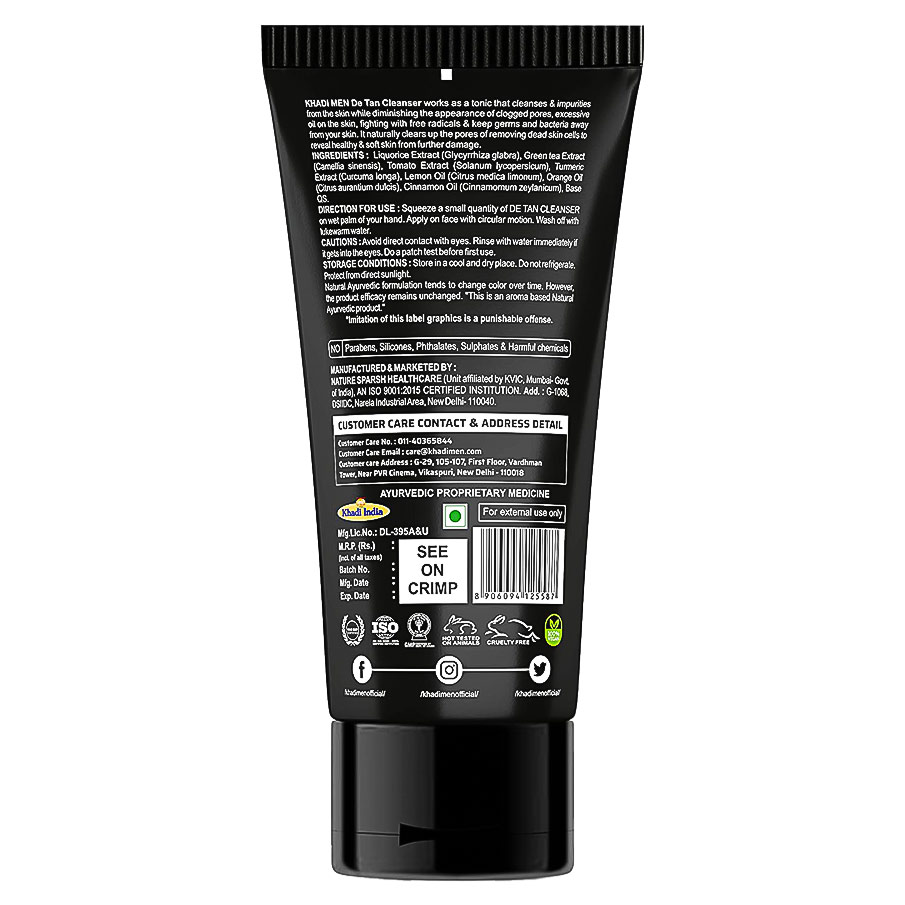 KHADI MEN De Tan Cleanser works as a tonic that cleanses & impurities
from the skin while diminishing the appearance of clogged pores, excessive
oil on the skin, fighting with free radicals & keep germs and bacteria away
from your skin. It naturally clears up the pores of removing dead skin cells to
reveal healthy & soft skin from further damage.
INGREDIENTS : Liquorice Extract (Glycyrrhiza glabra), Green tea Extract
(Camellia sinensis), Tomato Extract {Solanum lycopersicum), Turmeric
Extract (Curcuma longa), Lemon Oil (Citrus medica limonum), Orange Oil
(Citrus aurantium dulcis), Cinnamon Oil (Cinnamomum zeylanicum), Base
QS.
DIRECTION FOR USE : Squeeze a small quantity of DE TAN CLEANSER
on wet palm of your hand. Apply on face with circular motion. Wash off with
lukewarm water.
CAUTIONS : Avoid direct contact with eyes. Rinse with water immediately if
it gets into the eyes. Do a patch test before first use.
STORAGE CONDITIONS : Store in a cool and dry place. Do not refrigerate.
Protect from direct sunlight.
Natural Ayurvedic formulation tends to change color over time. However,
the product efficacy remains unchanged. "This is an aroma based Natural
Ayurvedic product."
"Imitation of this label graphics is a punishable offense.
NO Parabens, Silicones, Phthalates, Sulphates & Harmful chemicals
MANUFACTURED & MARKETED BY :
NATURE SPARSH HEALTHCARE (Unit affiliated by KVIC, Mumbai- Govt.
of India), AN ISO 9001:2015 CERTIFIED INSTITUTION. Add. : G-1068,
DSIIDC, Narela Industrial Area, New Delhi- 110040.
CUSTOMER CARE CONTACT & ADDRESS DETAIL
Customer Care No. : 011-40365844
Customer Care Email : care@khadimen.com
Customer care Address : G-29, 105-107, First Floor, Vardhman
Tower, Near PVR Cinema, Vikaspuri, New Delhi - 110018
AYURVEDIC PROPRIETARY MEDICINE
Khadi India
For external use only
Mfg.Lic.No.: DL-395A&U
M.R.P. (Rs.) :
(Incl. of all taxes)
Batch No. :
Mfg. Date :
Exp. Date :
SEE
ON
CRIMP
8 906094 125587
ISO
NOT TESTED
ON ANIMALS
CRUELTY FREE
100%
VEGAN
/khadimenofficial/
/khadimenofficial/
/khadimenofficial/